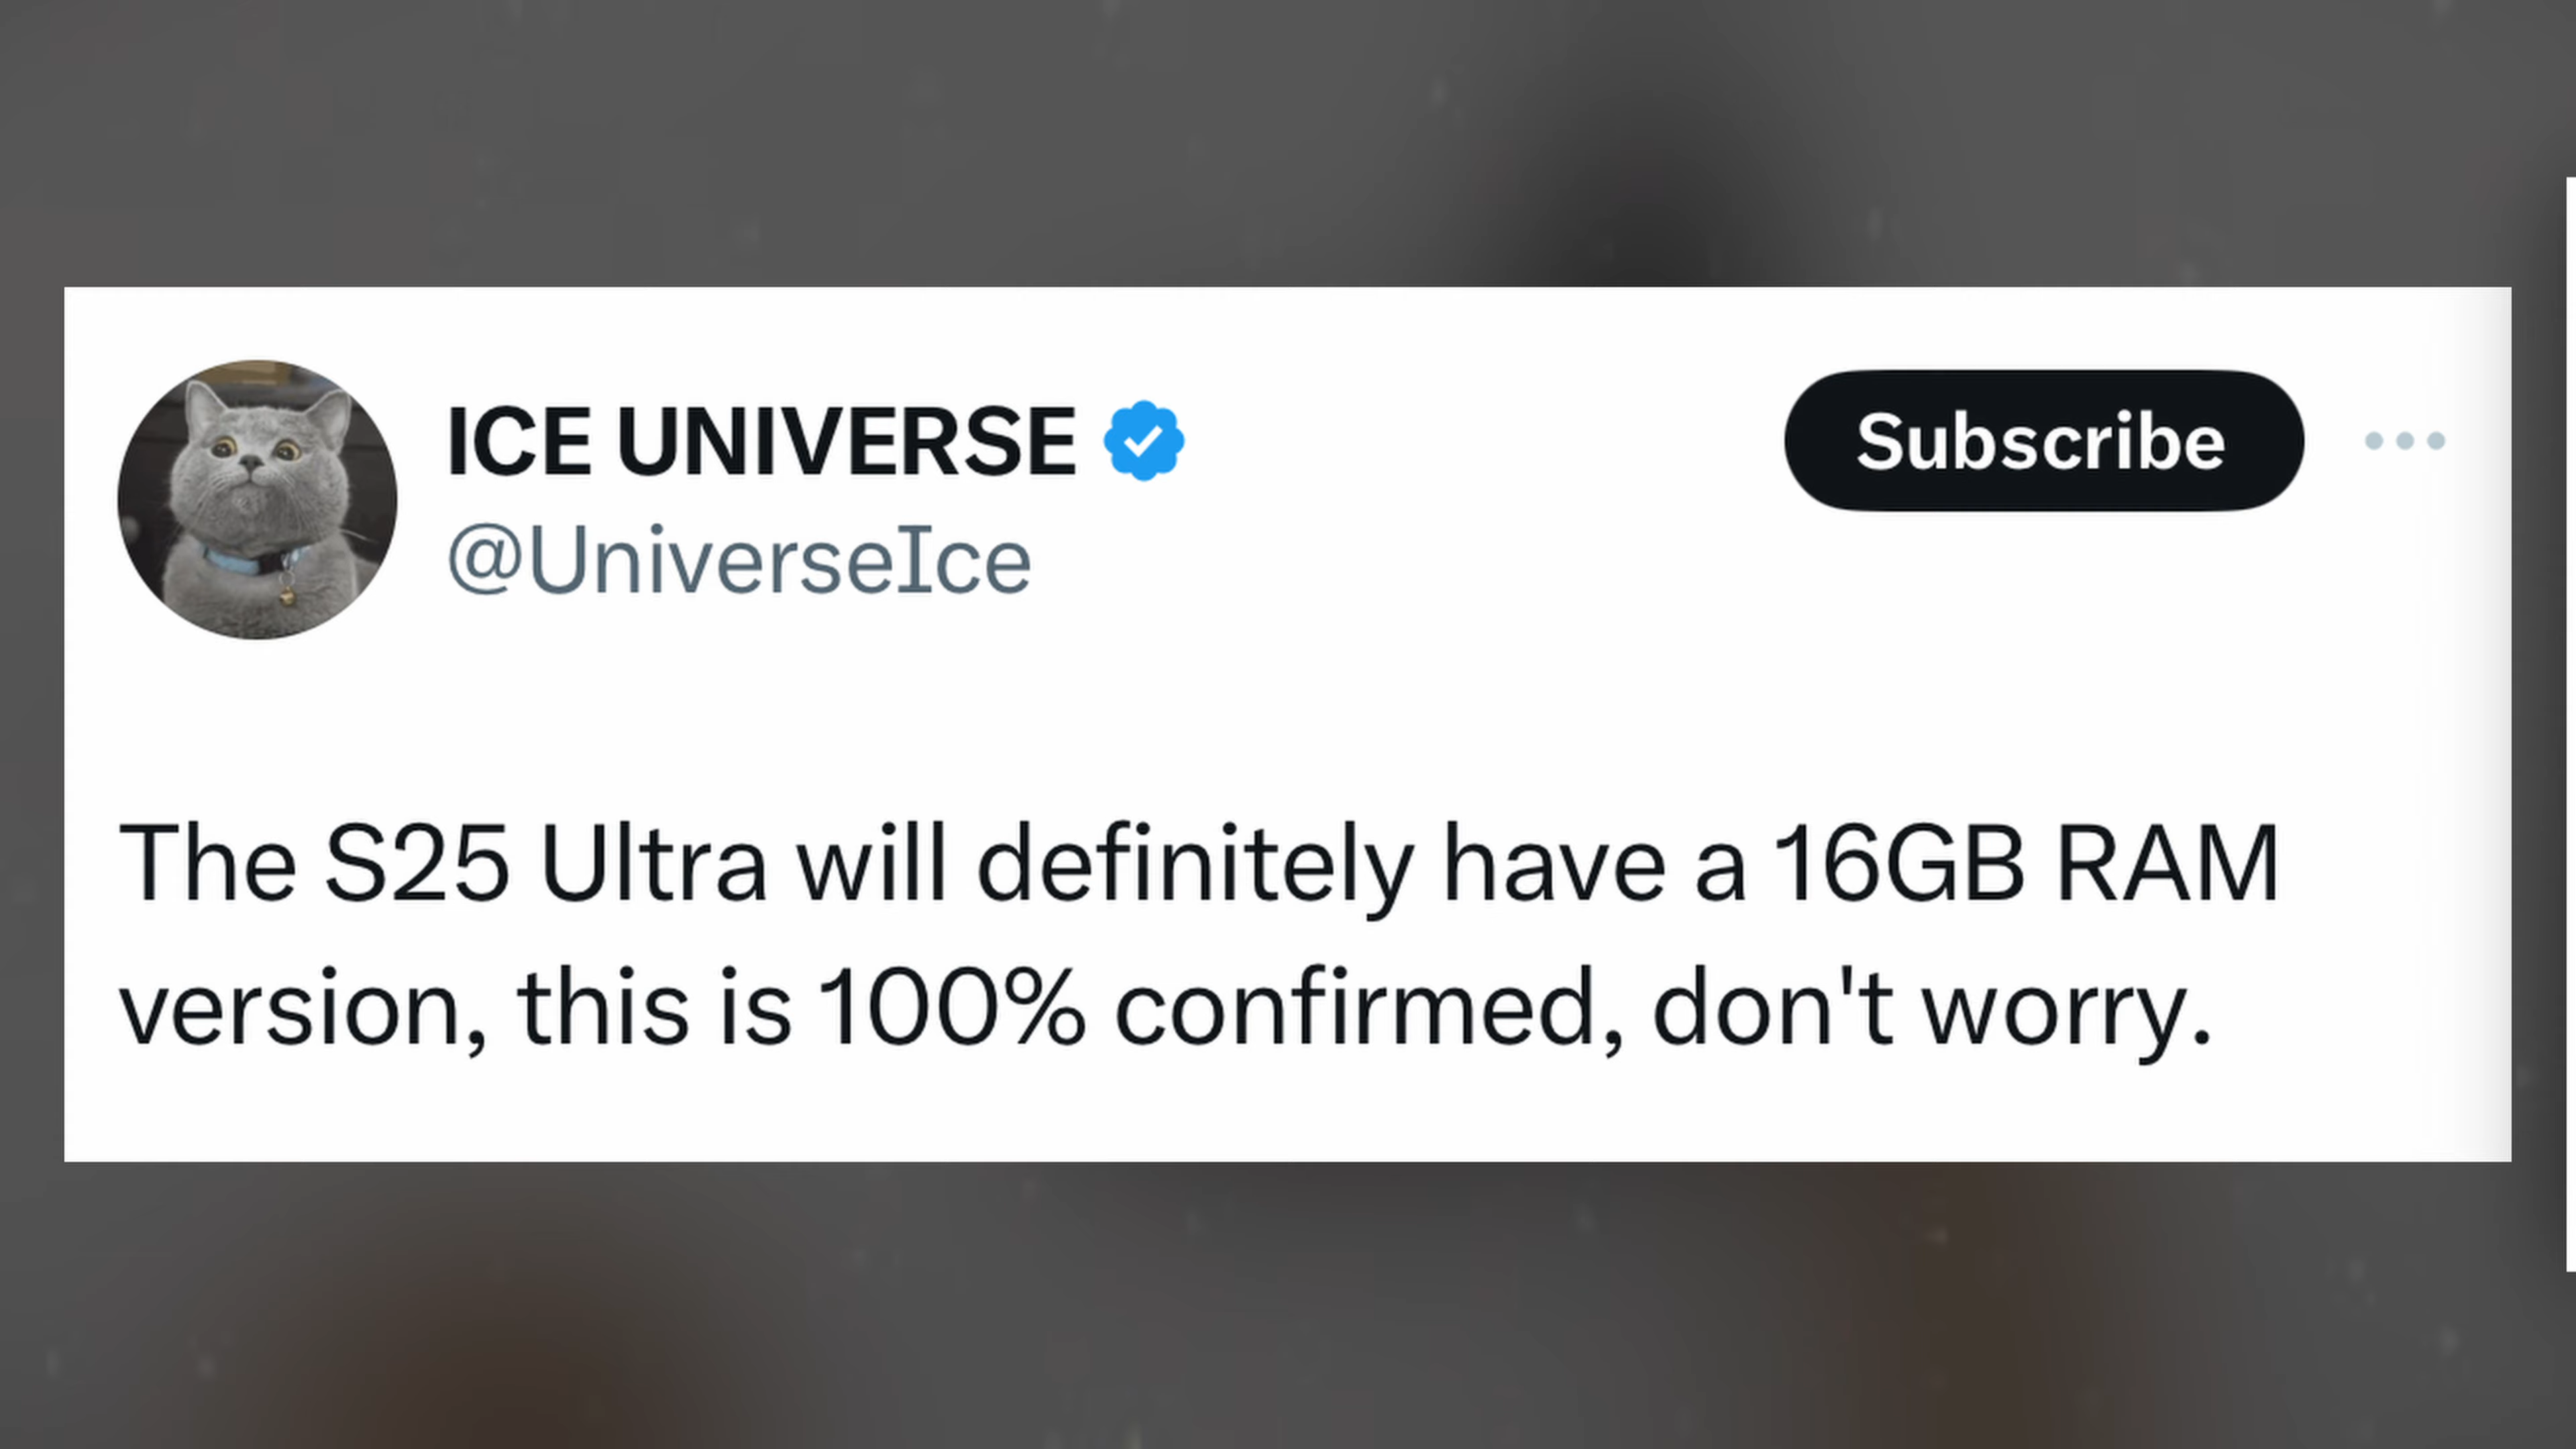 ICE UNIVERSE
Subscribe
@UniverseIce
The S25 Ultra will definitely have a 16GB RAM
version, this is 100% confirmed, don't worry.